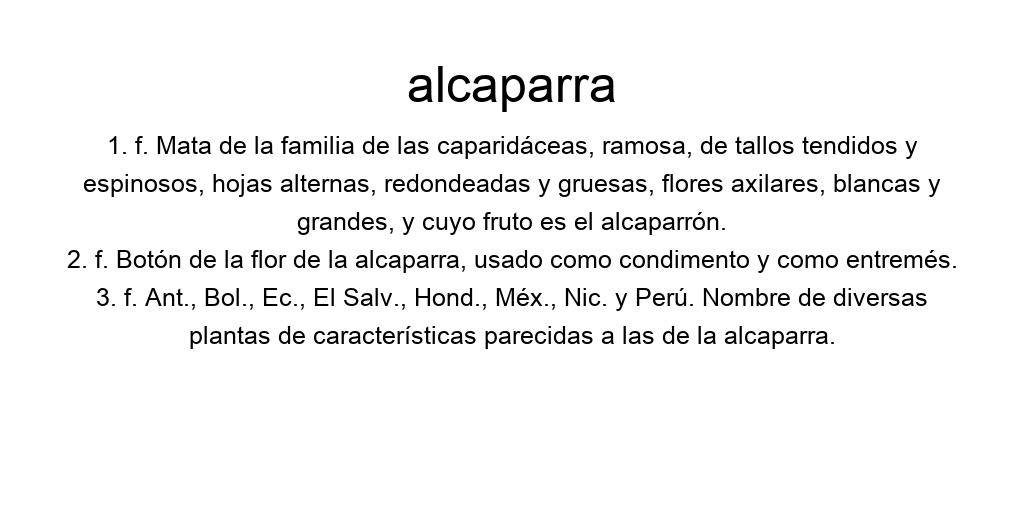 alcaparra
1. f. Mata de la familia de las caparidáceas, ramosa, de tallos tendidos y
espinosos, hojas alternas, redondeadas y gruesas, flores axilares, blancas y
grandes, y cuyo fruto es el alcaparrón.
2. f. Botón de la flor de la alcaparra, usado como condimento y como entremés.
3. f. Ant., Bol., Ec., El Salv., Hond., Méx., Nic. y Perú. Nombre de diversas
plantas de características parecidas a las de la alcaparra.